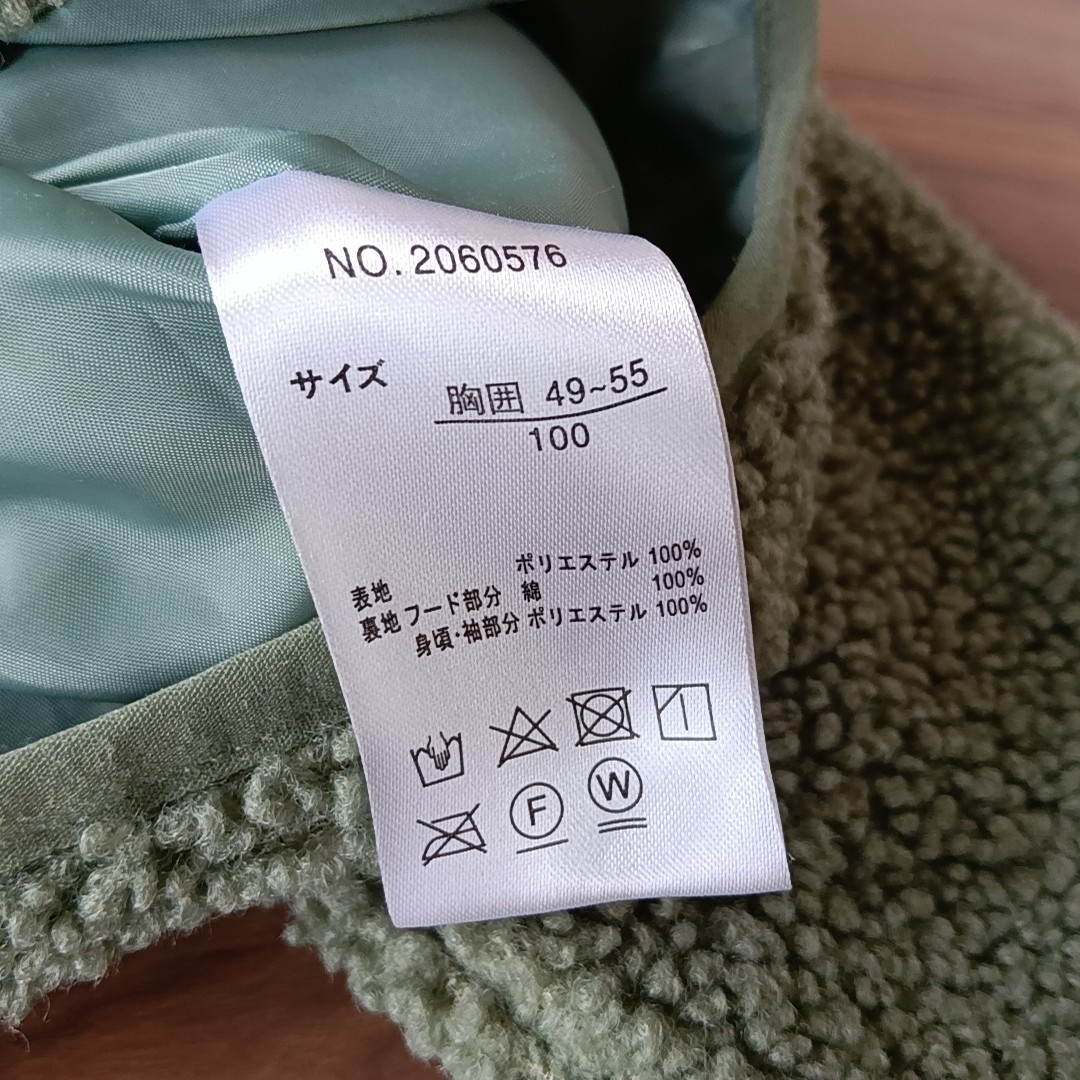 NO. 2060576
サイズ 胸囲 49~55
100
表地 ポリエステル 100%
裏地 フード部分 綿 100%
身頃・袖部分 ポリエステル 100%
F W